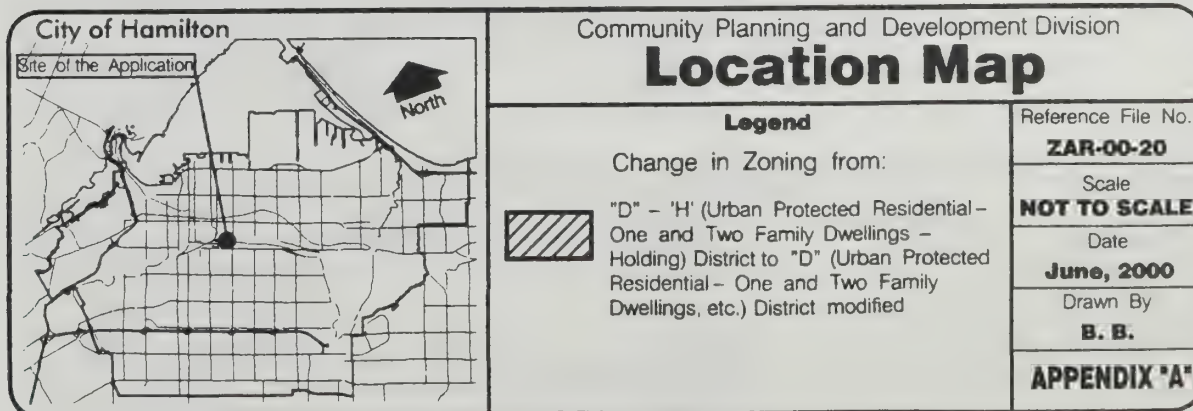 City of Hamilton
Site of the Application
North
Community Planning and Development Division
Location Map
Legend
Change in Zoning from:
"D" - 'H' (Urban Protected Residential -
One and Two Family Dwellings -
Holding) District to "D" (Urban Protected
Residential - One and Two Family
Dwellings, etc.) District modified
Reference File No.
ZAR-00-20
Scale
NOT TO SCALE
Date
June, 2000
Drawn By
B. B.
APPENDIX "A"